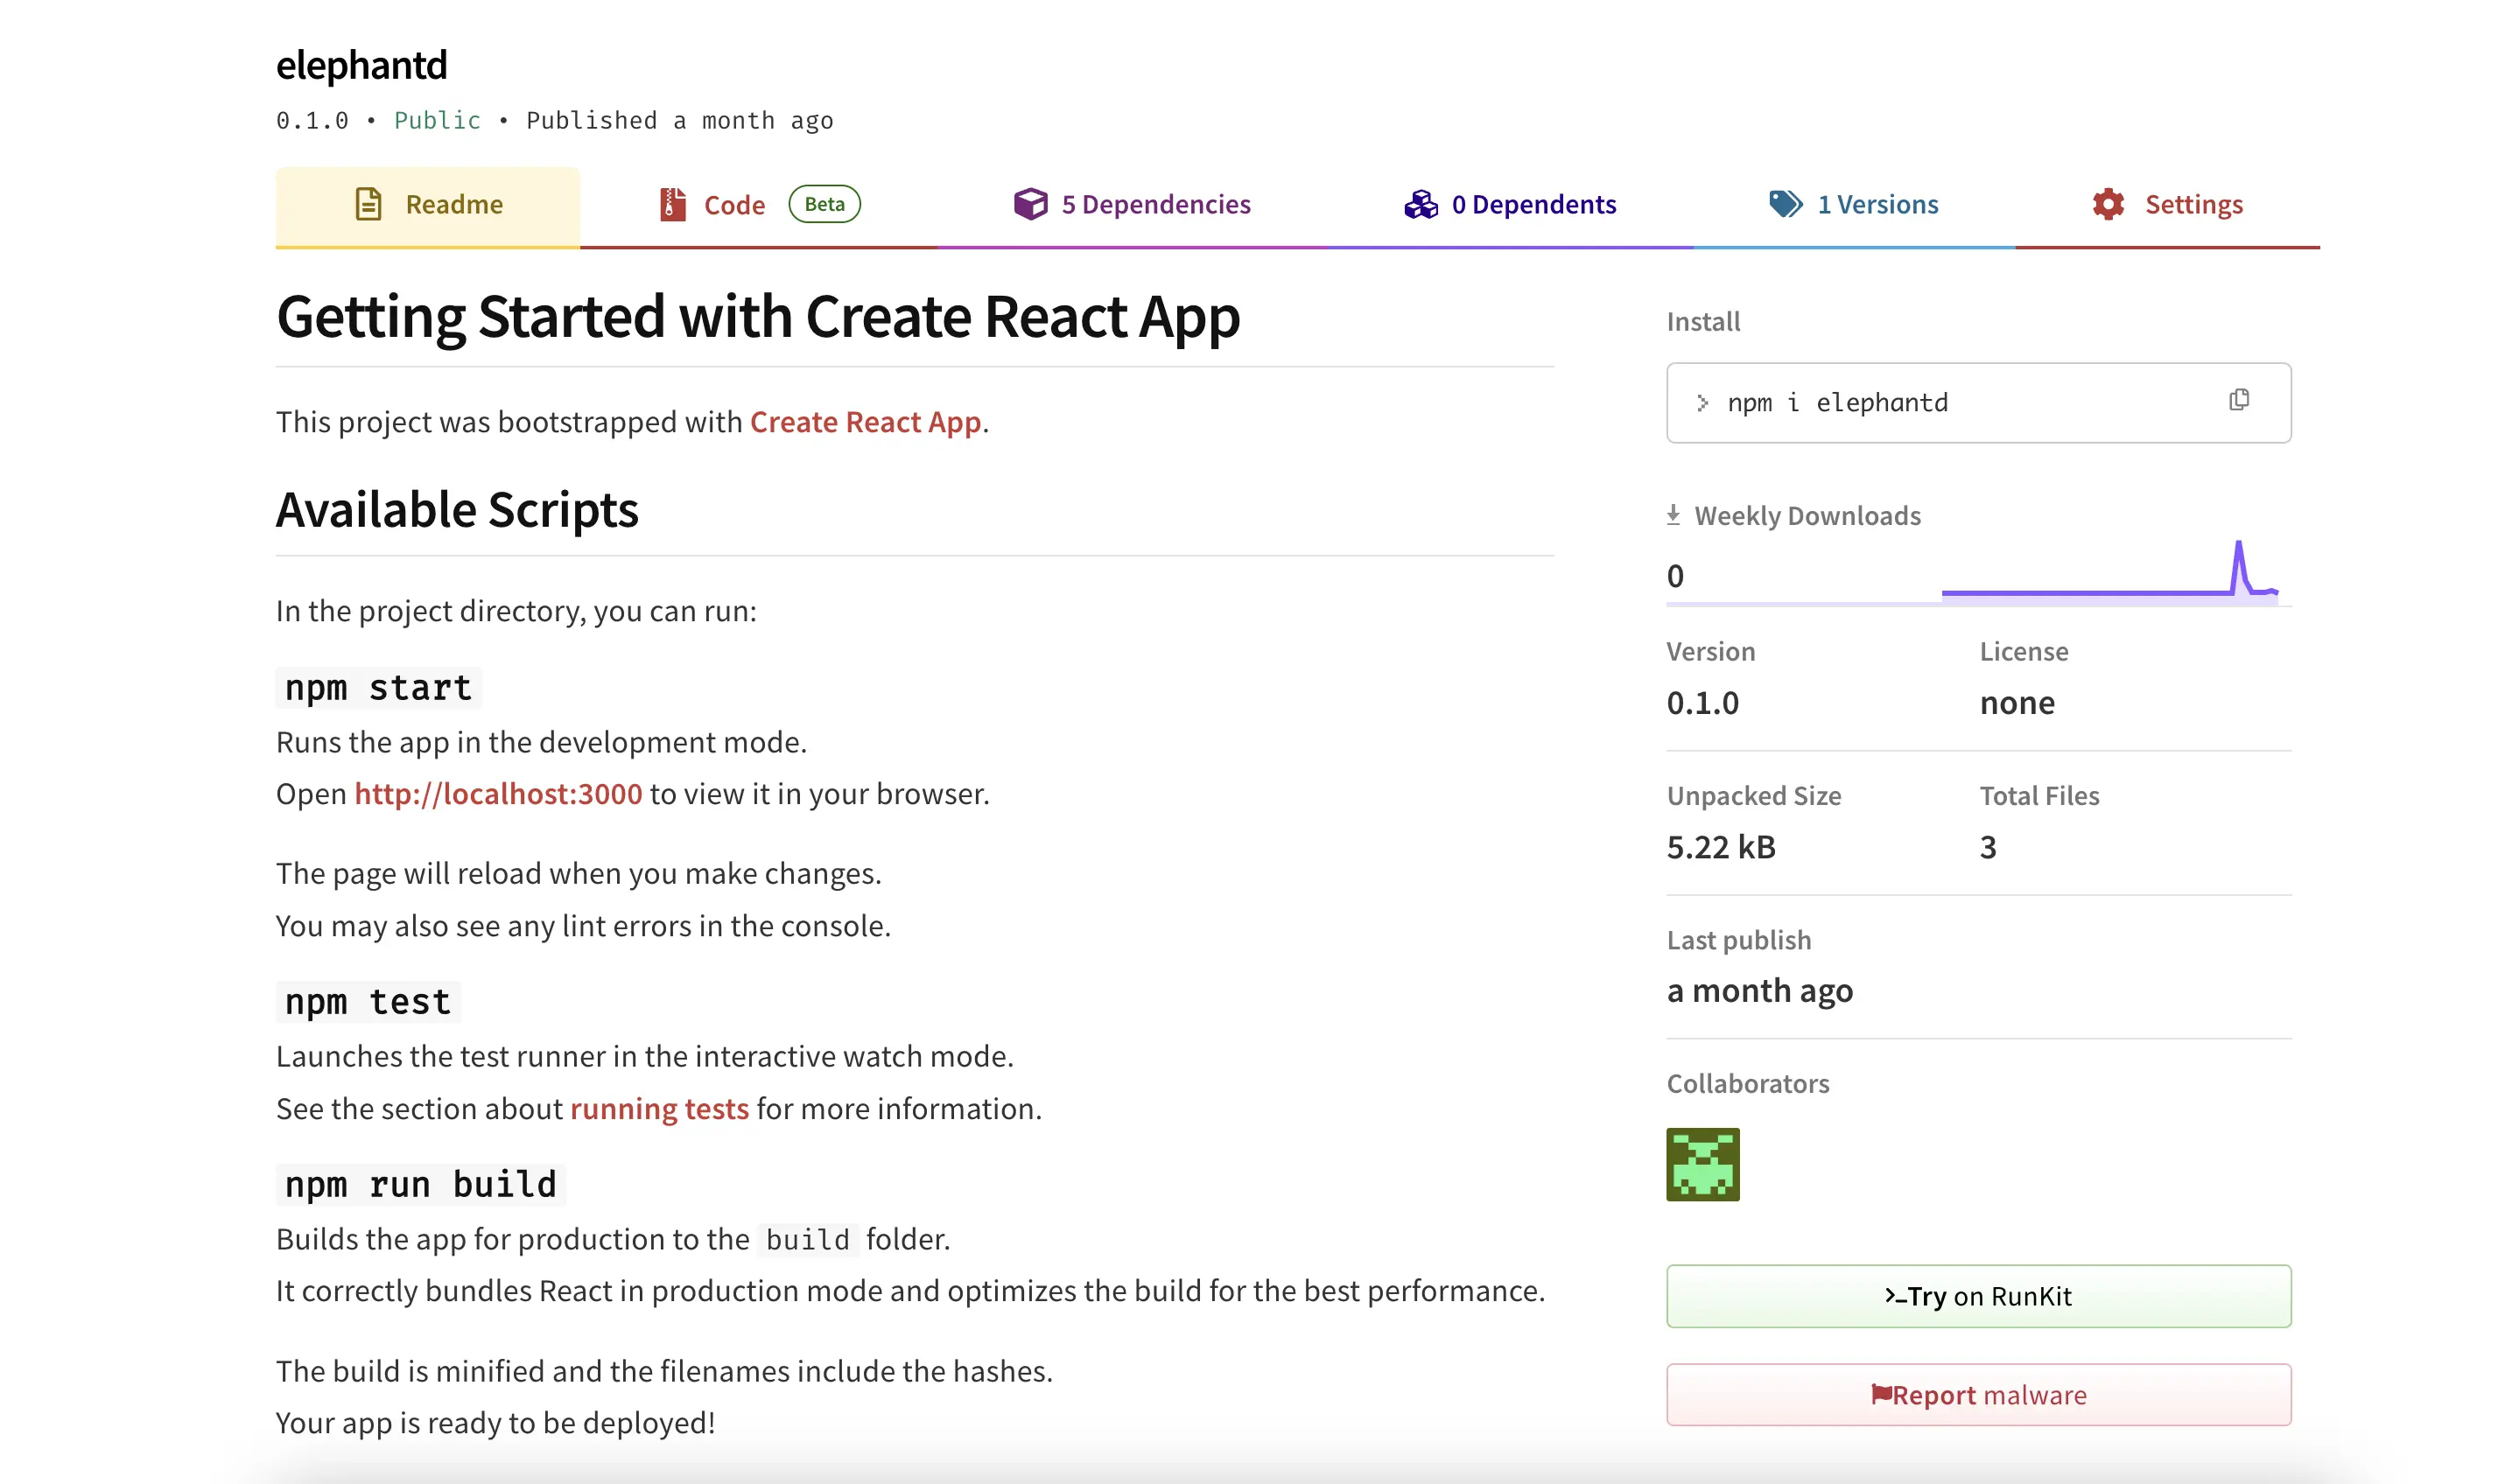 elephantd
0.1.0 • Public • Published a month ago
Readme
Code Beta
5 Dependencies
0 Dependents
1 Versions
Settings
Getting Started with Create React App
This project was bootstrapped with Create React App.
Available Scripts
In the project directory, you can run:
npm start
Runs the app in the development mode.
Open http://localhost:3000 to view it in your browser.
The page will reload when you make changes.
You may also see any lint errors in the console.
npm test
Launches the test runner in the interactive watch mode.
See the section about running tests for more information.
npm run build
Builds the app for production to the build folder.
It correctly bundles React in production mode and optimizes the build for the best performance.
The build is minified and the filenames include the hashes.
Your app is ready to be deployed!
Install
> npm i elephantd
Weekly Downloads
0
Version
0.1.0
License
none
Unpacked Size
5.22 kB
Total Files
3
Last publish
a month ago
Collaborators
>_Try on RunKit
Report malware